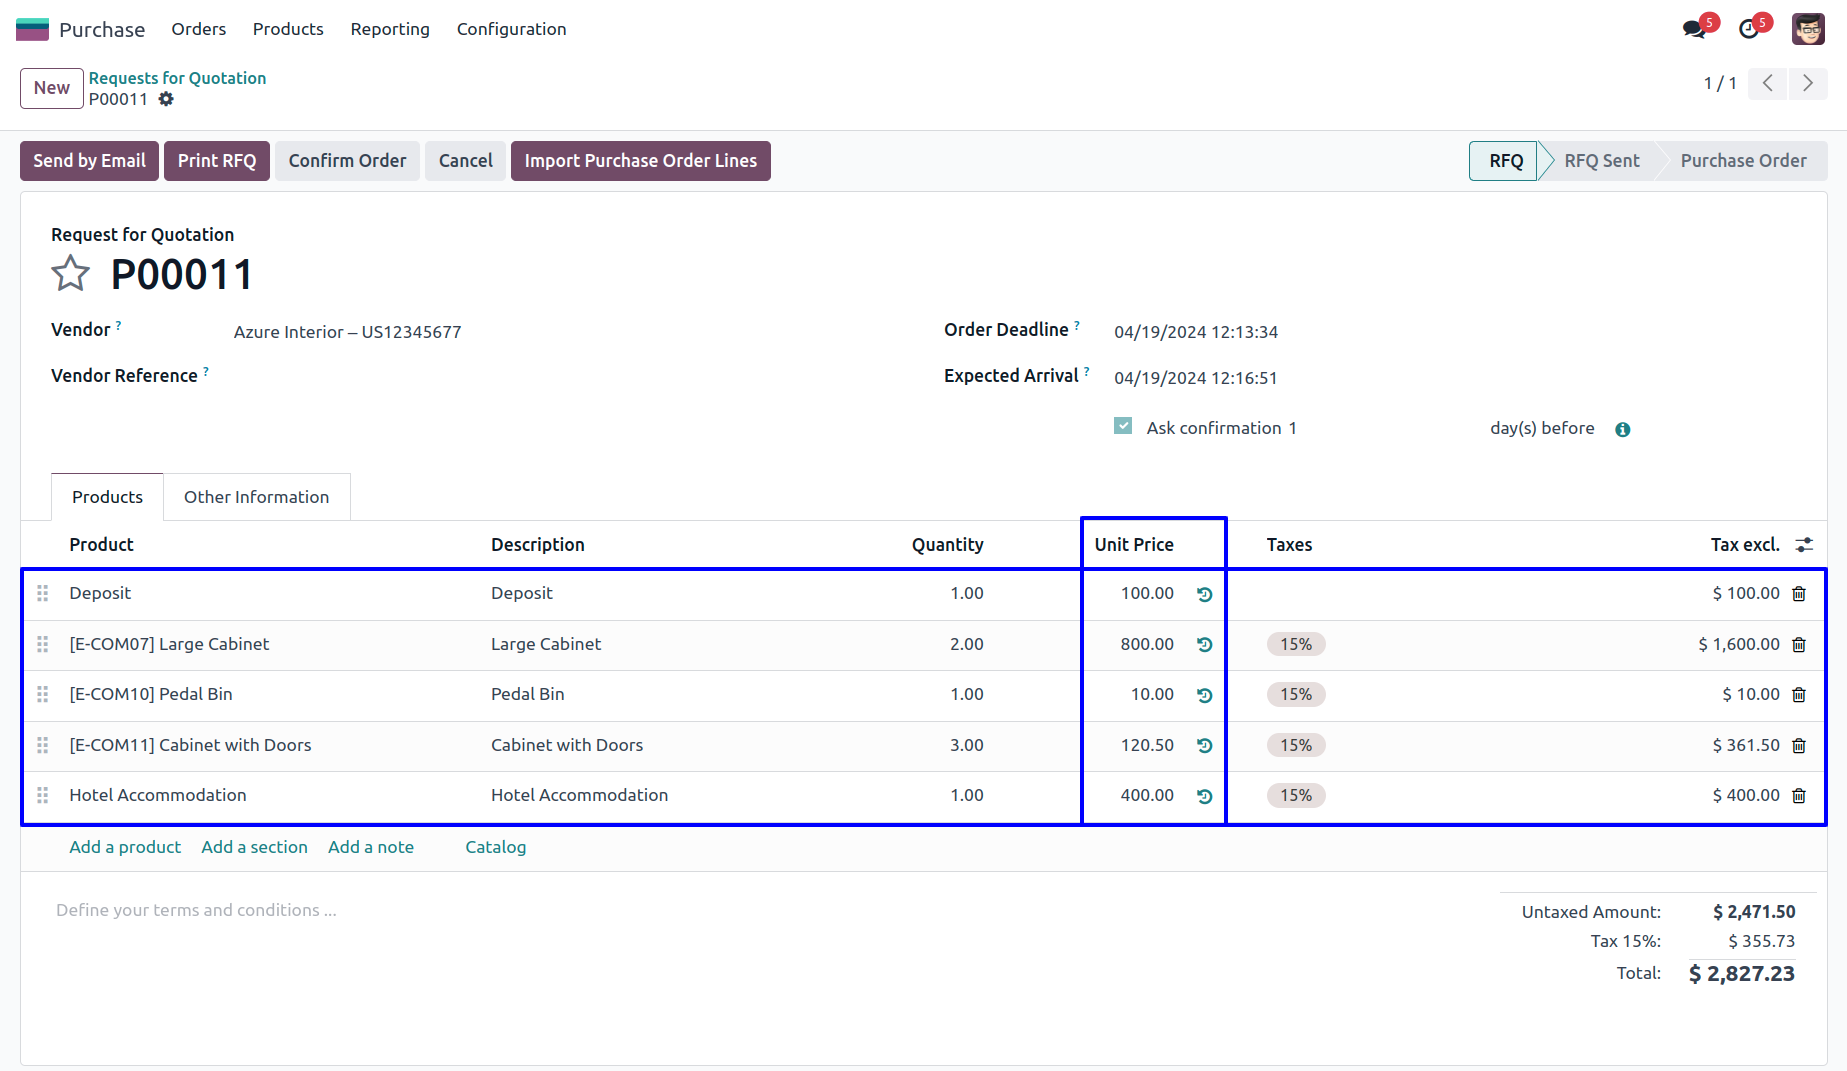 Purchase Orders Products Reporting Configuration 5 5
New Requests for Quotation
P00011
1 / 1
Send by Email Print RFQ Confirm Order Cancel Import Purchase Order Lines RFQ RFQ Sent Purchase Order
Request for Quotation
P00011
Vendor ? Azure Interior – US12345677 Order Deadline ? 04/19/2024 12:13:34
Vendor Reference ? Expected Arrival ? 04/19/2024 12:16:51
Ask confirmation 1 day(s) before
Products Other Information
Product Description Quantity Unit Price Taxes Tax excl.
Deposit Deposit 1.00 100.00 $ 100.00
[E-COM07] Large Cabinet Large Cabinet 2.00 800.00 15% $ 1,600.00
[E-COM10] Pedal Bin Pedal Bin 1.00 10.00 15% $ 10.00
[E-COM11] Cabinet with Doors Cabinet with Doors 3.00 120.50 15% $ 361.50
Hotel Accommodation Hotel Accommodation 1.00 400.00 15% $ 400.00
Add a product Add a section Add a note Catalog
Define your terms and conditions ...
Untaxed Amount: $ 2,471.50
Tax 15%: $ 355.73
Total: $ 2,827.23